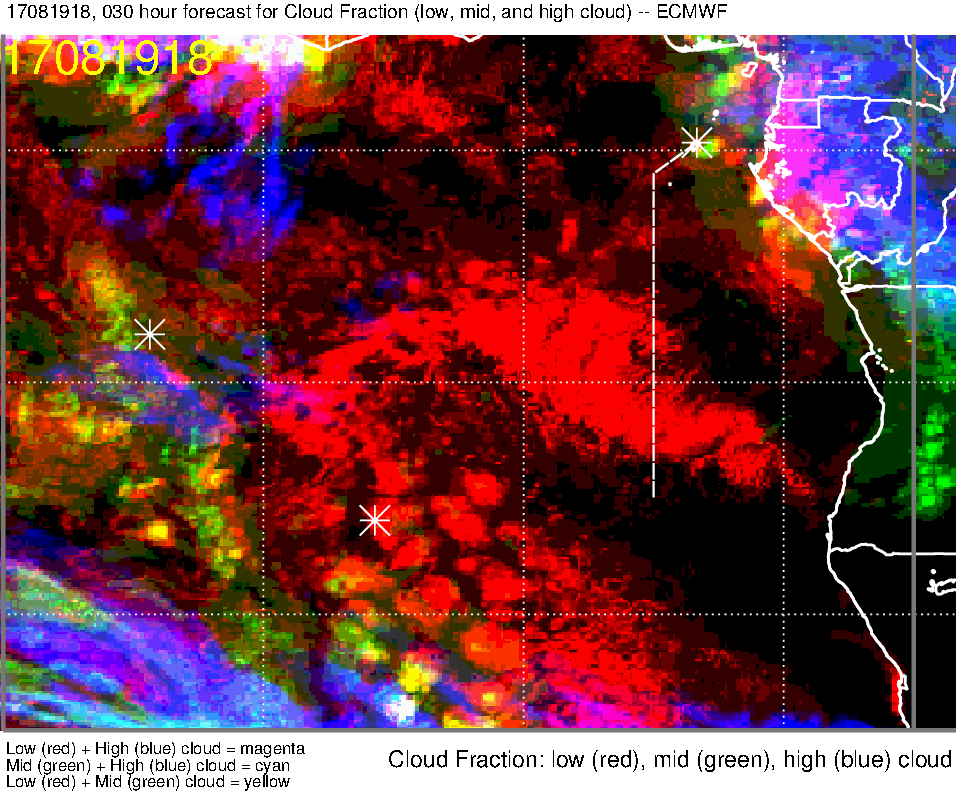 17081918, 030 hour forecast for Cloud Fraction (low, mid, and high cloud) -- ECMWF
17081918
Low (red) + High (blue) cloud = magenta
Mid (green) + High (blue) cloud = cyan
Low (red) + Mid (green) cloud = yellow
Cloud Fraction: low (red), mid (green), high (blue) cloud